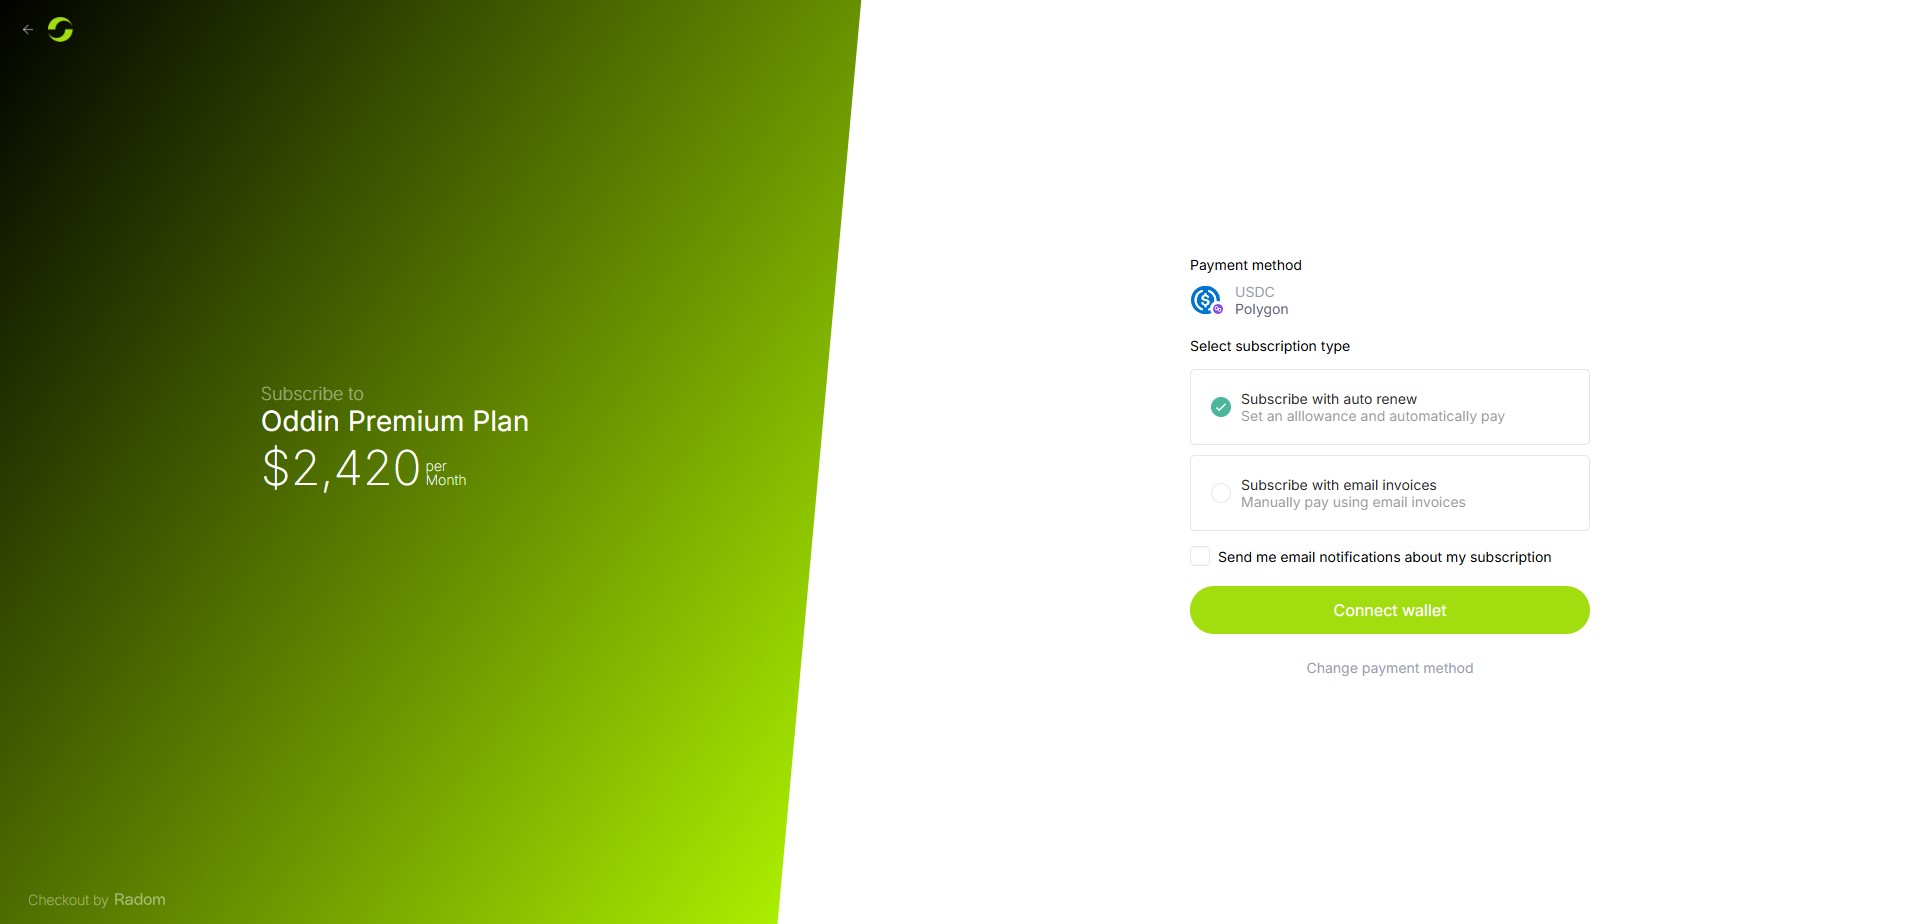 Subscribe to
Oddin Premium Plan
$2,420 per Month
Checkout by Radom
Payment method
USDC
Polygon
Select subscription type
Subscribe with auto renew
Set an alllowance and automatically pay
Subscribe with email invoices
Manually pay using email invoices
Send me email notifications about my subscription
Connect wallet
Change payment method